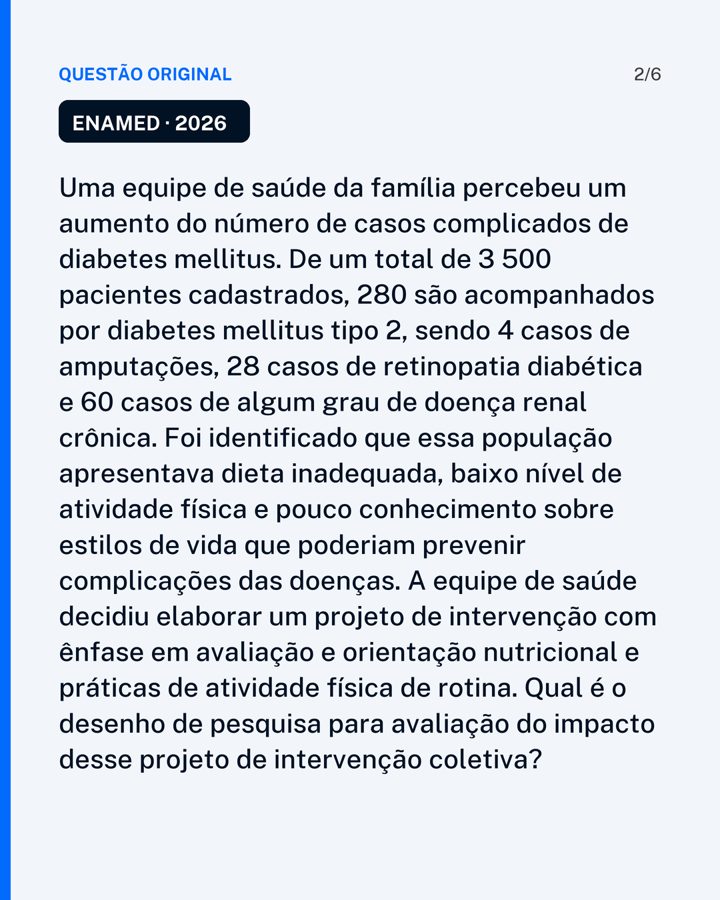 QUESTÃO ORIGINAL
2/6
ENAMED · 2026
Uma equipe de saúde da família percebeu um
aumento do número de casos complicados de
diabetes mellitus. De um total de 3 500
pacientes cadastrados, 280 são acompanhados
por diabetes mellitus tipo 2, sendo 4 casos de
amputações, 28 casos de retinopatia diabética
e 60 casos de algum grau de doença renal
crônica. Foi identificado que essa população
apresentava dieta inadequada, baixo nível de
atividade física e pouco conhecimento sobre
estilos de vida que poderiam prevenir
complicações das doenças. A equipe de saúde
decidiu elaborar um projeto de intervenção com
ênfase em avaliação e orientação nutricional e
práticas de atividade física de rotina. Qual é o
desenho de pesquisa para avaliação do impacto
desse projeto de intervenção coletiva?